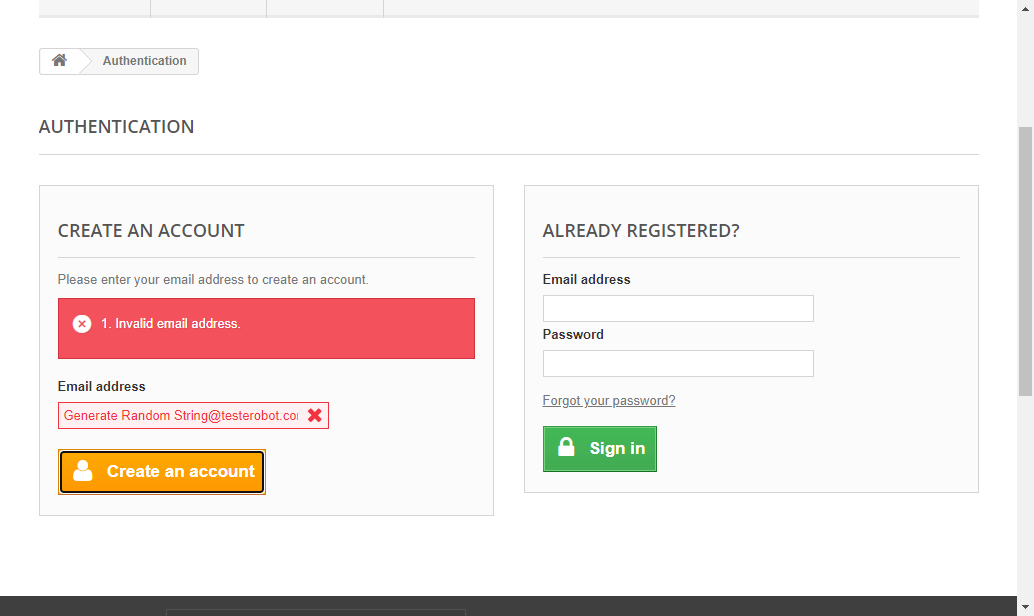 Authentication
AUTHENTICATION
CREATE AN ACCOUNT
Please enter your email address to create an account.
1. Invalid email address.
Email address
Generate Random String@testerobot.co
Create an account
ALREADY REGISTERED?
Email address
Password
Forgot your password?
Sign in